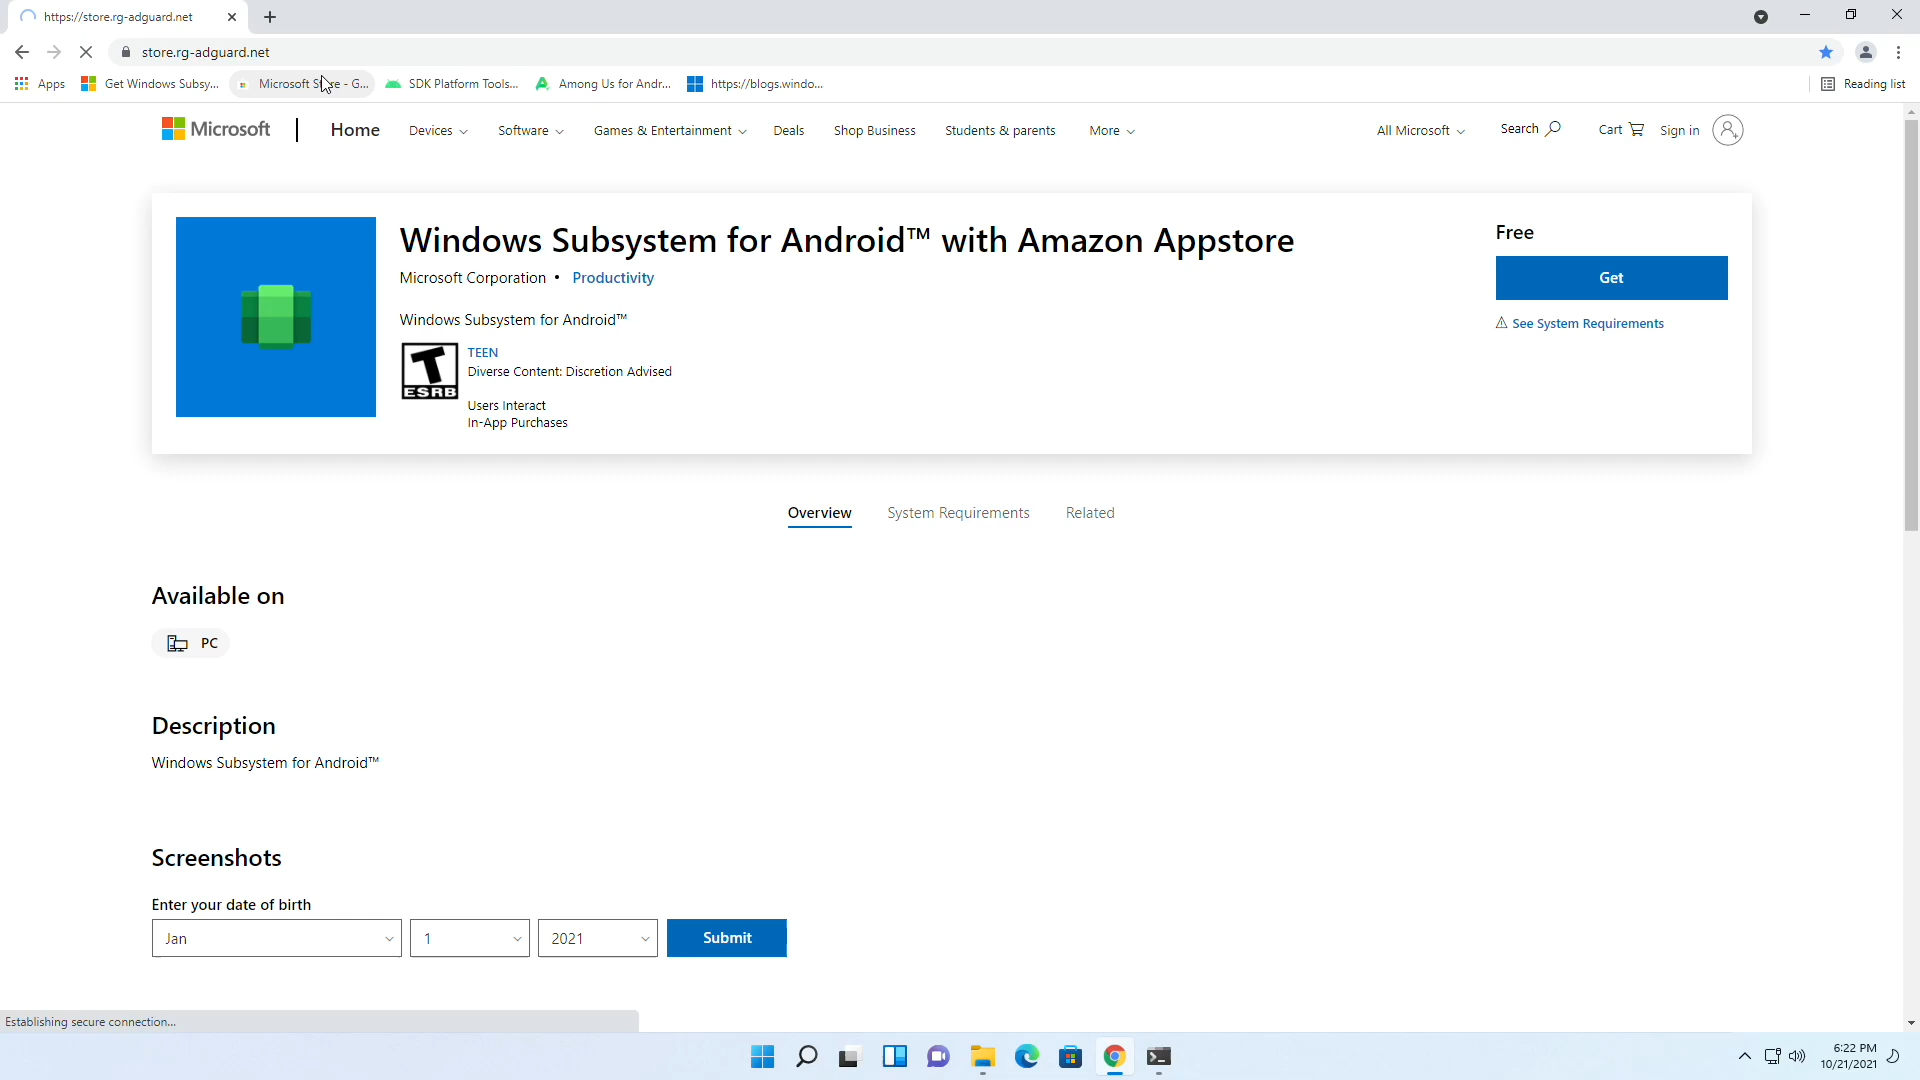 https://store.rg-adguard.net
store.rg-adguard.net
Apps
Get Windows Subsy...
Microsoft Store - G...
SDK Platform Tools...
Among Us for Andr...
https://blogs.windo...
Reading list
Microsoft
Home
Devices
Software
Games & Entertainment
Deals
Shop Business
Students & parents
More
All Microsoft
Search
Cart
Sign in
Windows Subsystem for Android™ with Amazon Appstore
Microsoft Corporation • Productivity
Windows Subsystem for Android™
T
ESRB
TEEN
Diverse Content: Discretion Advised
Users Interact
In-App Purchases
Free
Get
See System Requirements
Overview
System Requirements
Related
Available on
PC
Description
Windows Subsystem for Android™
Screenshots
Enter your date of birth
Jan
1
2021
Submit
Establishing secure connection...
6:22 PM
10/21/2021